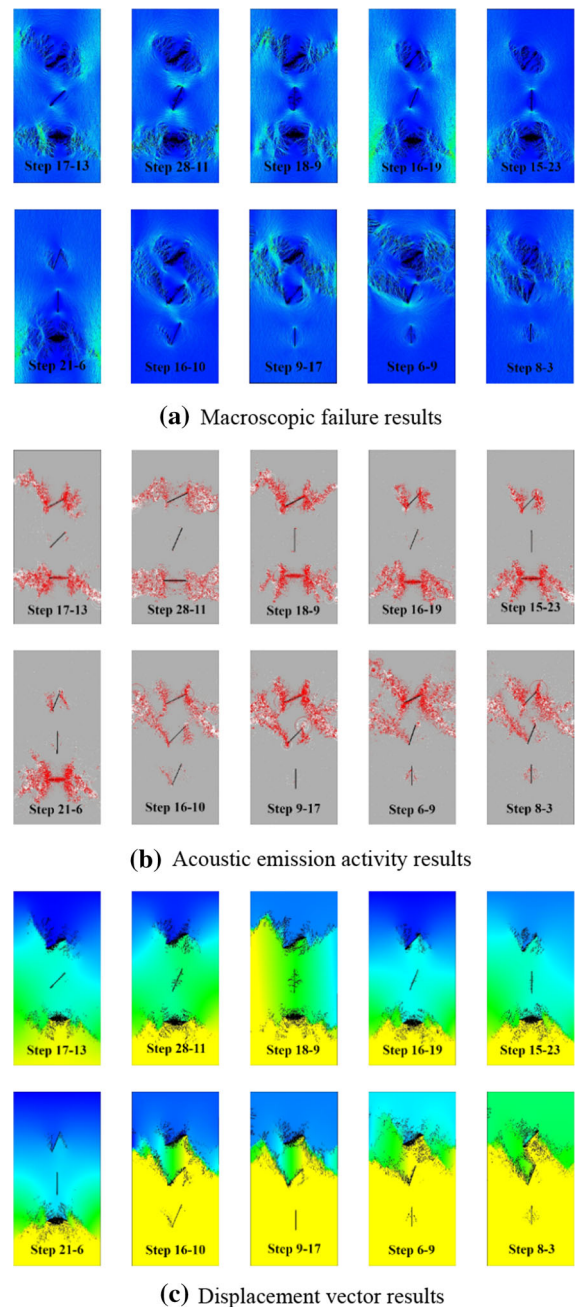 Step 17-13 Step 28-11 Step 18-9 Step 16-19 Step 15-23
Step 21-6 Step 16-10 Step 9-17 Step 6-9 Step 8-3
(a) Macroscopic failure results
Step 17-13 Step 28-11 Step 18-9 Step 16-19 Step 15-23
Step 21-6 Step 16-10 Step 9-17 Step 6-9 Step 8-3
(b) Acoustic emission activity results
Step 17-13 Step 28-11 Step 18-9 Step 16-19 Step 15-23
Step 21-6 Step 16-10 Step 9-17 Step 6-9 Step 8-3
(c) Displacement vector results